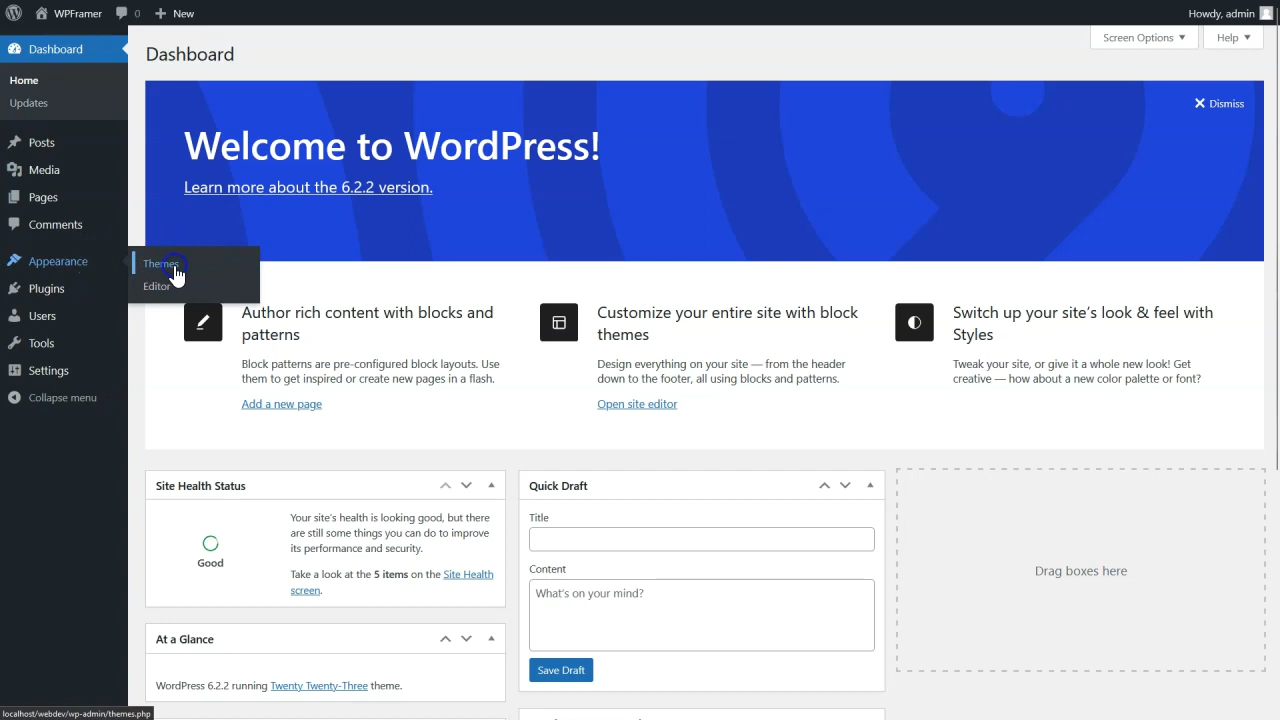 WPFramer
0
New
Howdy, admin
Dashboard
Home
Updates
Posts
Media
Pages
Comments
Appearance
Themes
Editor
Plugins
Users
Tools
Settings
Collapse menu
Screen Options
Help
Dashboard
Dismiss
Welcome to WordPress!
Learn more about the 6.2.2 version.
Author rich content with blocks and
patterns
Block patterns are pre-configured block layouts. Use
them to get inspired or create new pages in a flash.
Add a new page
Customize your entire site with block
themes
Design everything on your site — from the header
down to the footer, all using blocks and patterns.
Open site editor
Switch up your site's look & feel with
Styles
Tweak your site, or give it a whole new look! Get
creative — how about a new color palette or font?
Site Health Status
Good
Your site's health is looking good, but there
are still some things you can do to improve
its performance and security.
Take a look at the 5 items on the Site Health
screen.
At a Glance
WordPress 6.2.2 running Twenty Twenty-Three theme.
Quick Draft
Title
Content
What's on your mind?
Save Draft
Drag boxes here
localhost/webdev/wp-admin/themes.php